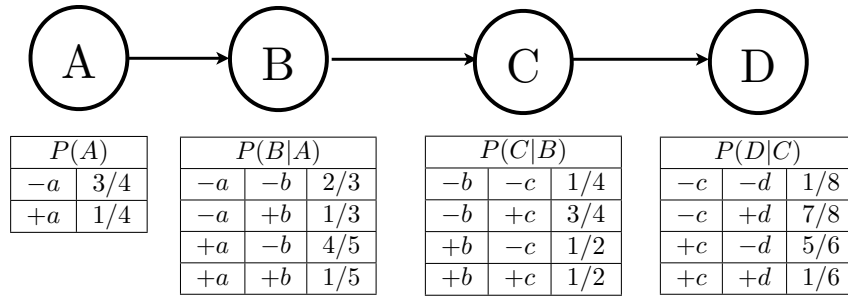 A B C D
P(A) P(B|A) P(C|B) P(D|C)
−a 3/4 −a −b 2/3 −b −c 1/4 −c −d 1/8
+a 1/4 −a +b 1/3 −b +c 3/4 −c +d 7/8
+a −b 4/5 +b −c 1/2 +c −d 5/6
+a +b 1/5 +b +c 1/2 +c +d 1/6